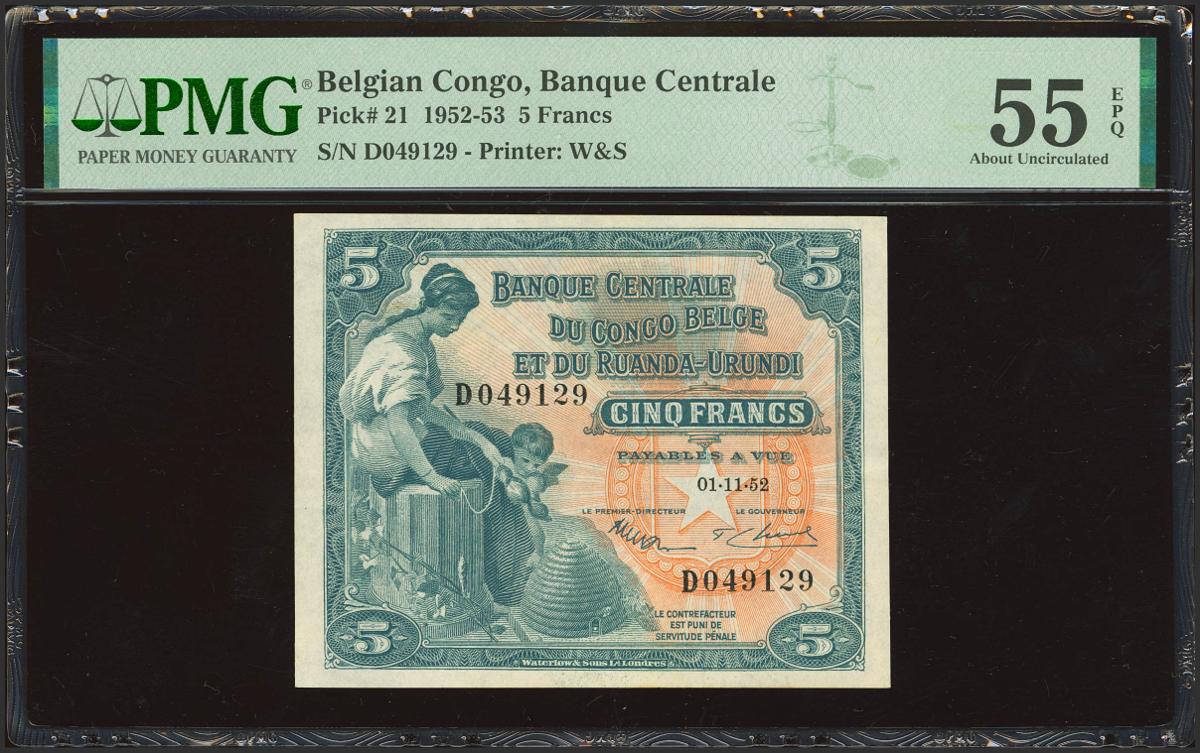 PMG®
PAPER MONEY GUARANTY
Belgian Congo, Banque Centrale
Pick# 21 1952-53 5 Francs
S/N D049129 - Printer: W&S
55
EPQ
About Uncirculated
5
5
BANQUE CENTRALE
DU CONGO BELGE
ET DU RUANDA-URUNDI
D049129
CINQ FRANCS
PAYABLES A VUE
01·11·52
LE PREMIER-DIRECTEUR
LE GOUVERNEUR
D049129
LE CONTREFACTEUR
EST PUNI DE
SERVITUDE PÉNALE
5
5
Waterlow & Sons Ld Londres